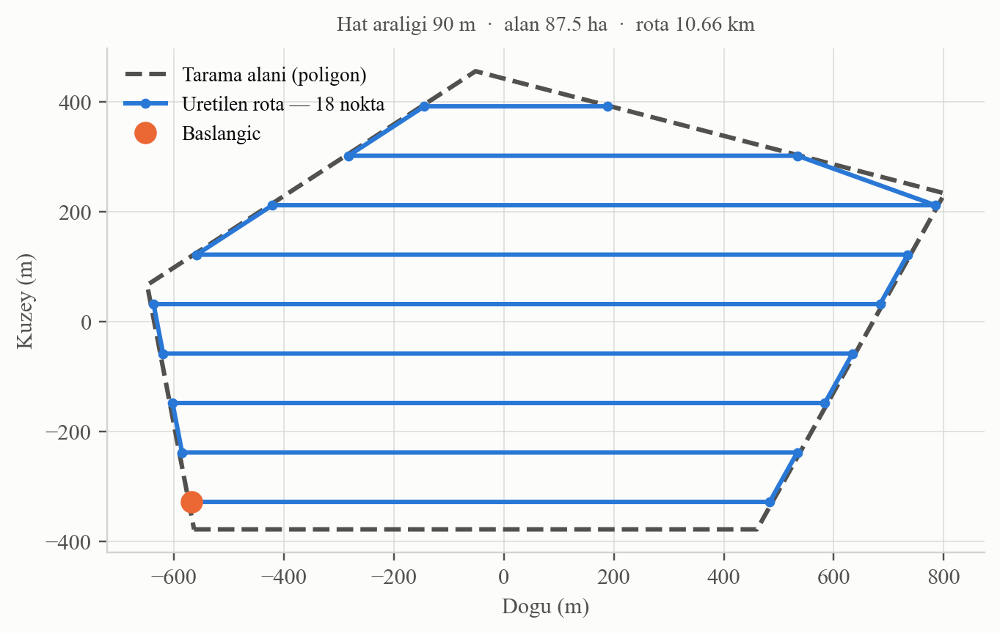 Hat araligi 90 m · alan 87.5 ha · rota 10.66 km
Tarama alani (poligon)
Uretilen rota — 18 nokta
Baslangic
400
200
0
−200
−400
Kuzey (m)
−600 −400 −200 0 200 400 600 800
Dogu (m)